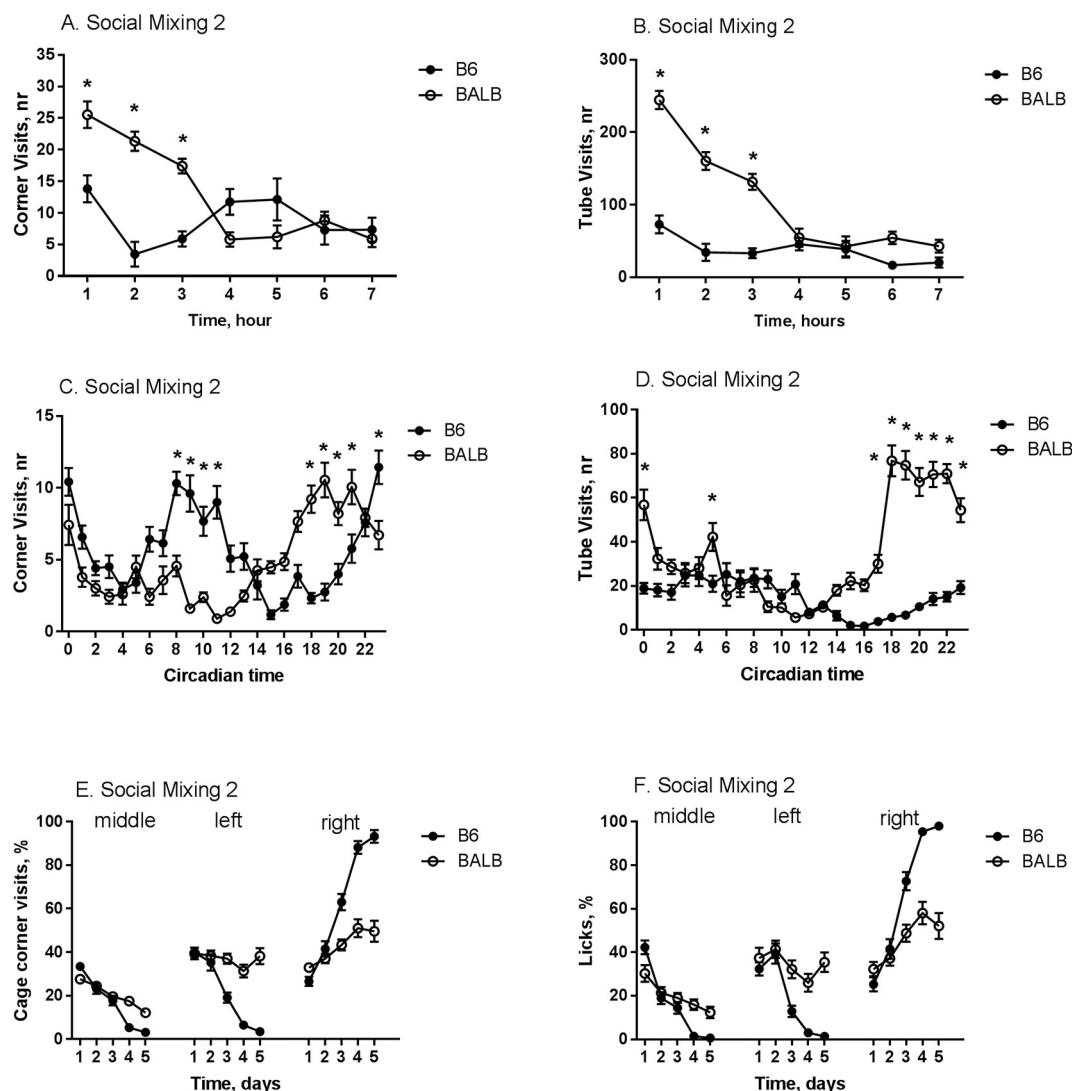 A. Social Mixing 2
Corner Visits, nr
35
30
25
20
15
10
5
0
* * *
1 2 3 4 5 6 7
Time, hour
B6
BALB
B. Social Mixing 2
Tube Visits, nr
300
200
100
0
* * *
1 2 3 4 5 6 7
Time, hours
B6
BALB
C. Social Mixing 2
Corner Visits, nr
15
10
5
0
* * * * * * * * *
0 2 4 6 8 10 12 14 16 18 20 22
Circadian time
B6
BALB
D. Social Mixing 2
Tube Visits, nr
100
80
60
40
20
0
* * * * * * * * *
0 2 4 6 8 10 12 14 16 18 20 22
Circadian time
B6
BALB
E. Social Mixing 2
middle left right
Cage corner visits, %
100
80
60
40
20
0
1 2 3 4 5 1 2 3 4 5 1 2 3 4 5
Time, days
B6
BALB
F. Social Mixing 2
middle left right
Licks, %
100
80
60
40
20
0
1 2 3 4 5 1 2 3 4 5 1 2 3 4 5
Time, days
B6
BALB